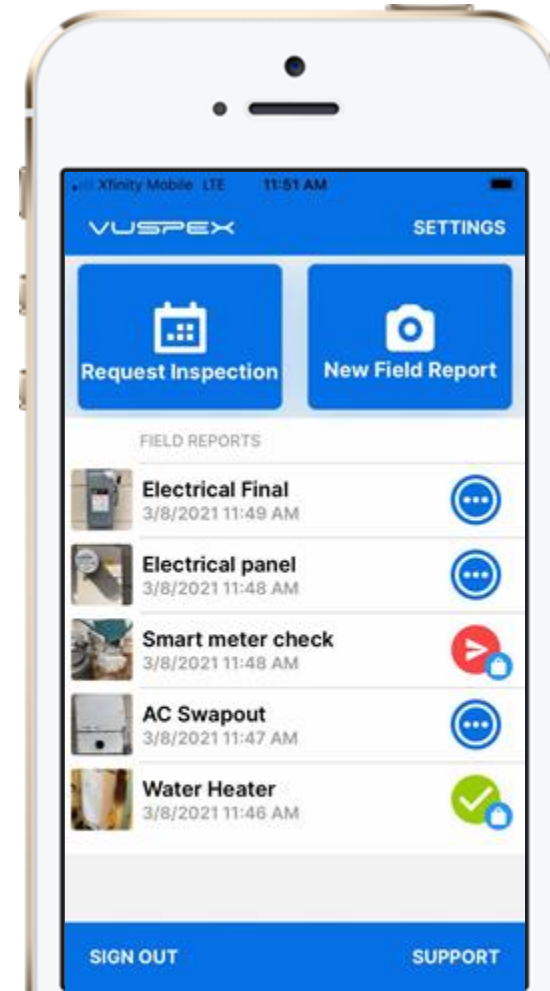 Xfinity Mobile LTE 11:51 AM
VUSPEX SETTINGS
Request Inspection New Field Report
FIELD REPORTS
Electrical Final
3/8/2021 11:49 AM
Electrical panel
3/8/2021 11:48 AM
Smart meter check
3/8/2021 11:48 AM
AC Swapout
3/8/2021 11:47 AM
Water Heater
3/8/2021 11:46 AM
SIGN OUT SUPPORT